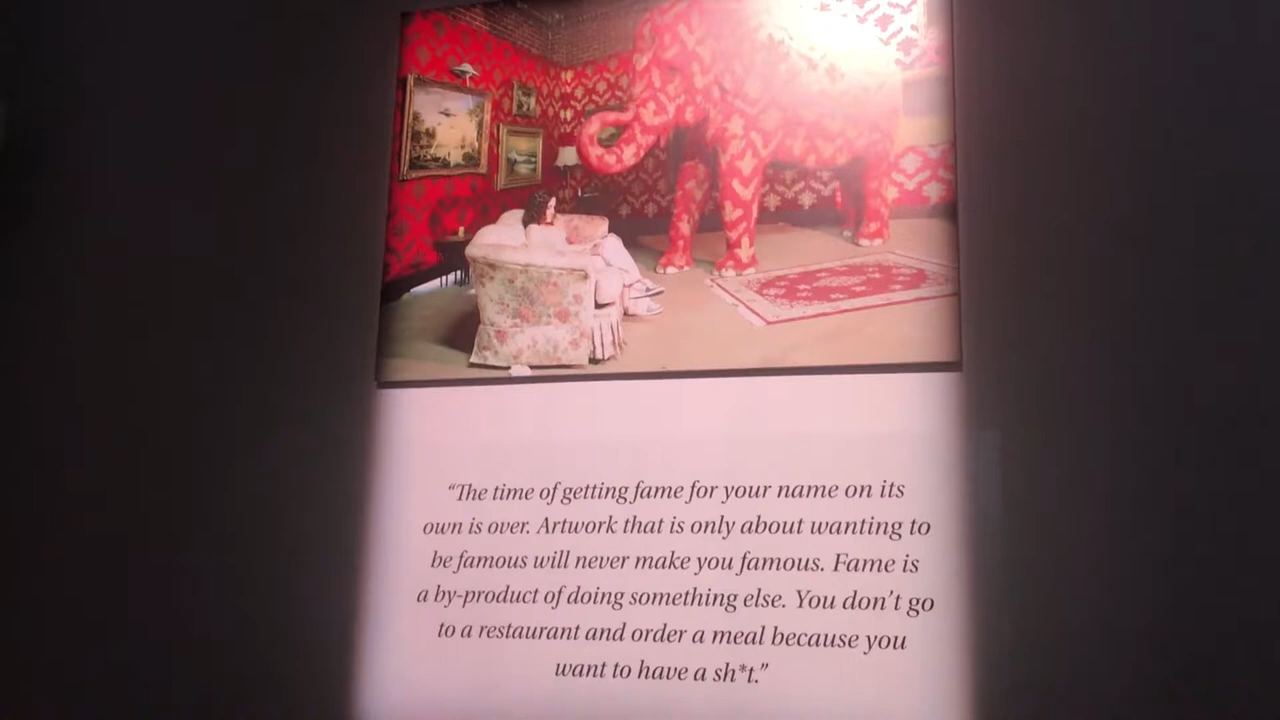 “The time of getting fame for your name on its
own is over. Artwork that is only about wanting to
be famous will never make you famous. Fame is
a by-product of doing something else. You don’t go
to a restaurant and order a meal because you
want to have a sh*t.”